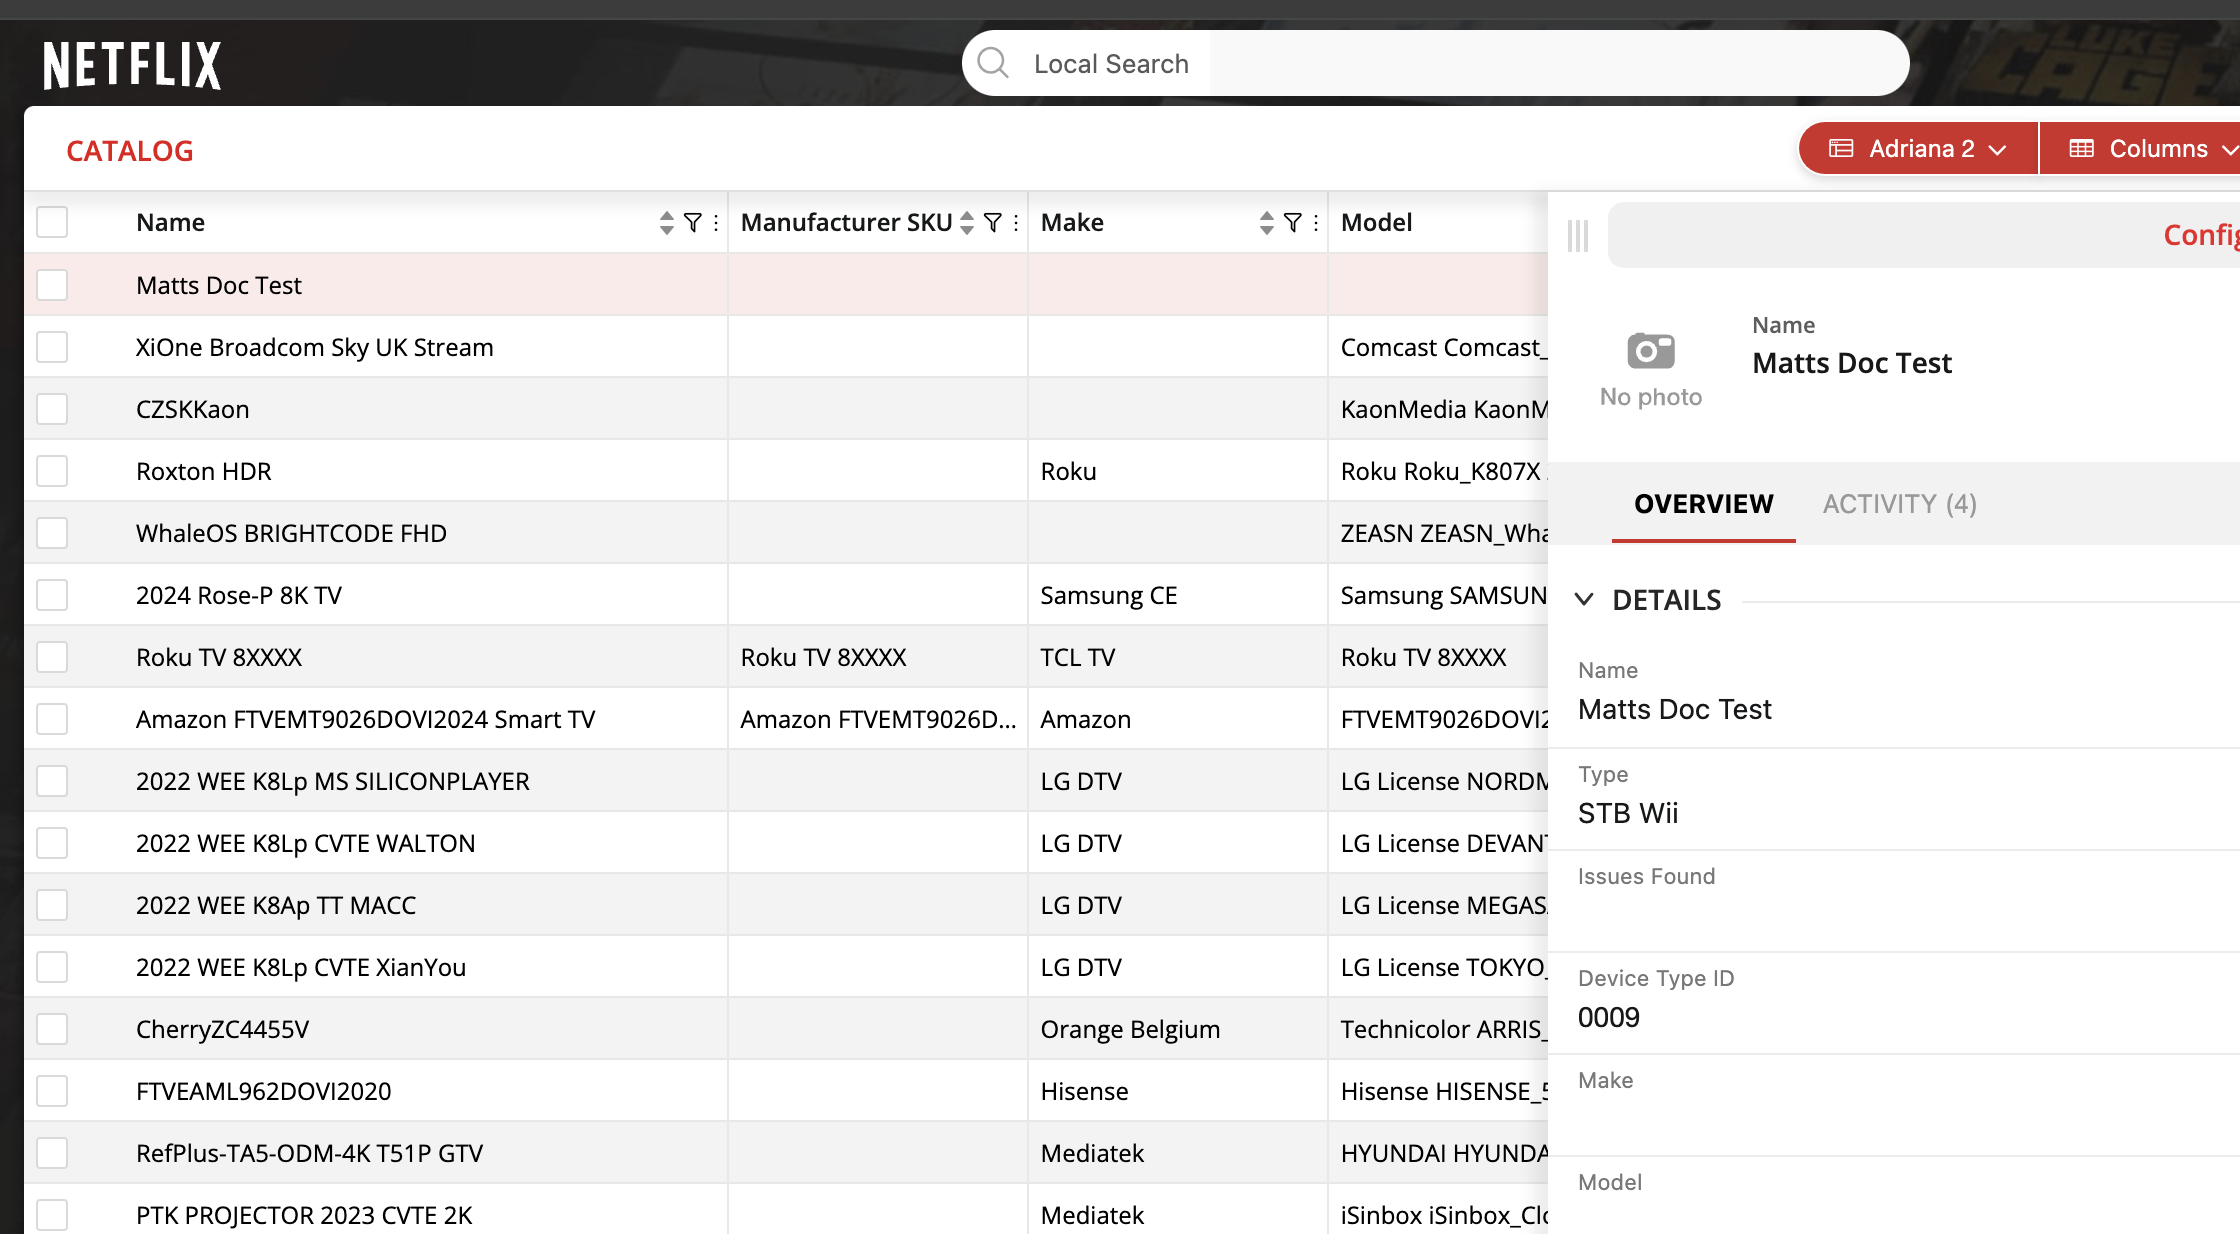 NETFLIX
Local Search
LUKE
CAGE
CATALOG
Adriana 2
Columns
Name
Manufacturer SKU
Make
Model
Matts Doc Test
XiOne Broadcom Sky UK Stream
Comcast Comcast_
CZSKKaon
KaonMedia KaonM
Roxton HDR
Roku
Roku Roku_K807X
WhaleOS BRIGHTCODE FHD
ZEASN ZEASN_Wha
2024 Rose-P 8K TV
Samsung CE
Samsung SAMSUN
Roku TV 8XXXX
Roku TV 8XXXX
TCL TV
Roku TV 8XXXX
Amazon FTVEMT9026DOVI2024 Smart TV
Amazon FTVEMT9026D...
Amazon
FTVEMT9026DOVI2
2022 WEE K8Lp MS SILICONPLAYER
LG DTV
LG License NORDM
2022 WEE K8Lp CVTE WALTON
LG DTV
LG License DEVANT
2022 WEE K8Ap TT MACC
LG DTV
LG License MEGAS
2022 WEE K8Lp CVTE XianYou
LG DTV
LG License TOKYO_
CherryZC4455V
Orange Belgium
Technicolor ARRIS_
FTVEAML962DOVI2020
Hisense
Hisense HISENSE_5
RefPlus-TA5-ODM-4K T51P GTV
Mediatek
HYUNDAI HYUNDA
PTK PROJECTOR 2023 CVTE 2K
Mediatek
iSinbox iSinbox_Clo
Config
No photo
Name
Matts Doc Test
OVERVIEW
ACTIVITY (4)
DETAILS
Name
Matts Doc Test
Type
STB Wii
Issues Found
Device Type ID
0009
Make
Model